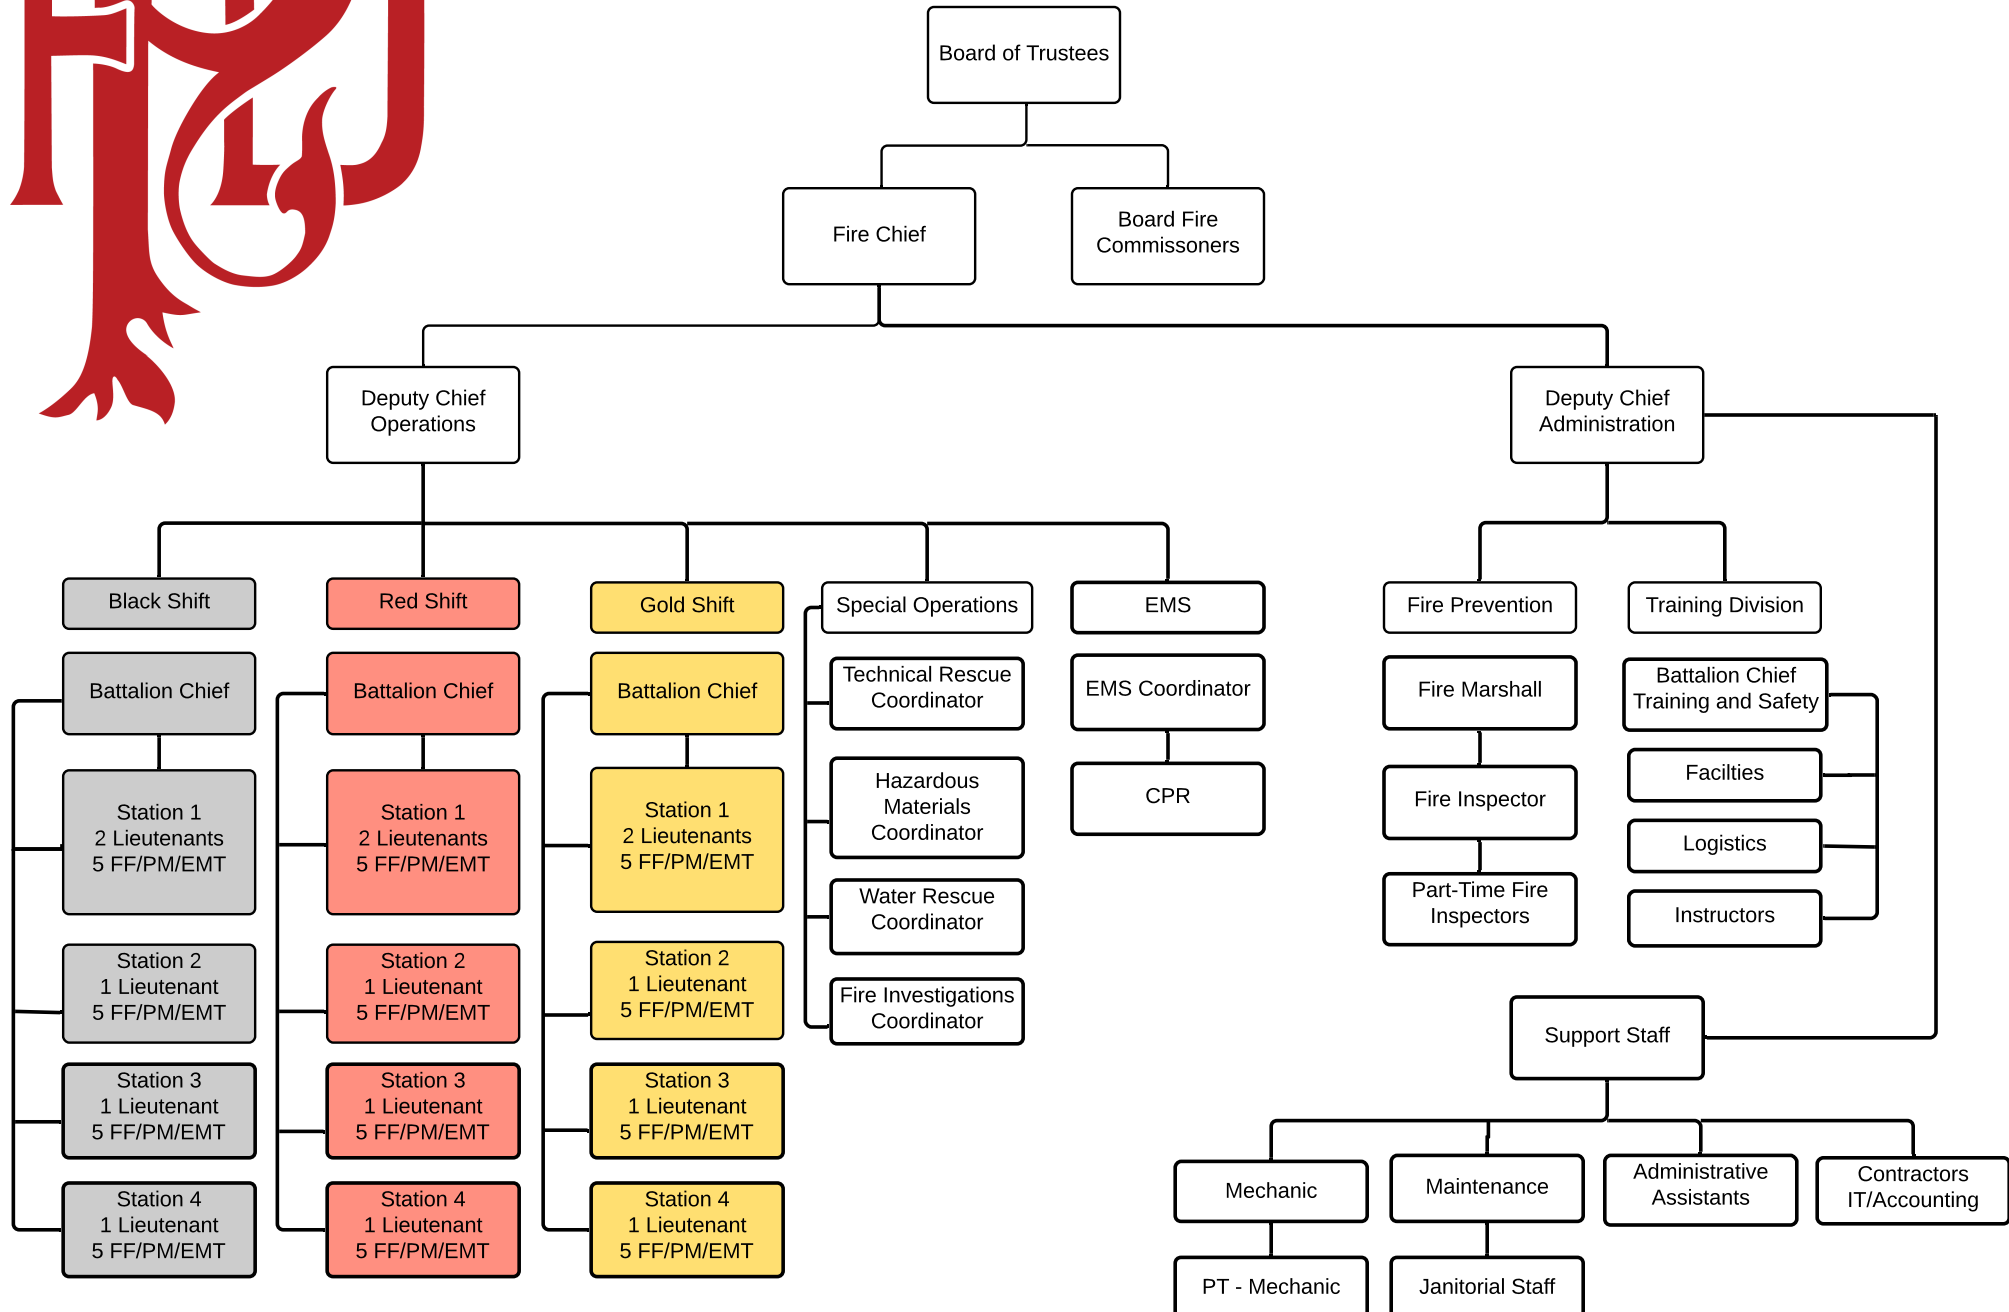 Board of Trustees
Fire Chief
Board Fire
Commissoners
Deputy Chief
Operations
Deputy Chief
Administration
Black Shift
Battalion Chief
Station 1
2 Lieutenants
5 FF/PM/EMT
Station 2
1 Lieutenant
5 FF/PM/EMT
Station 3
1 Lieutenant
5 FF/PM/EMT
Station 4
1 Lieutenant
5 FF/PM/EMT
Red Shift
Battalion Chief
Station 1
2 Lieutenants
5 FF/PM/EMT
Station 2
1 Lieutenant
5 FF/PM/EMT
Station 3
1 Lieutenant
5 FF/PM/EMT
Station 4
1 Lieutenant
5 FF/PM/EMT
Gold Shift
Battalion Chief
Station 1
2 Lieutenants
5 FF/PM/EMT
Station 2
1 Lieutenant
5 FF/PM/EMT
Station 3
1 Lieutenant
5 FF/PM/EMT
Station 4
1 Lieutenant
5 FF/PM/EMT
Special Operations
Technical Rescue
Coordinator
Hazardous
Materials
Coordinator
Water Rescue
Coordinator
Fire Investigations
Coordinator
EMS
EMS Coordinator
CPR
Fire Prevention
Fire Marshall
Fire Inspector
Part-Time Fire
Inspectors
Training Division
Battalion Chief
Training and Safety
Facilties
Logistics
Instructors
Support Staff
Mechanic
PT - Mechanic
Maintenance
Janitorial Staff
Administrative
Assistants
Contractors
IT/Accounting